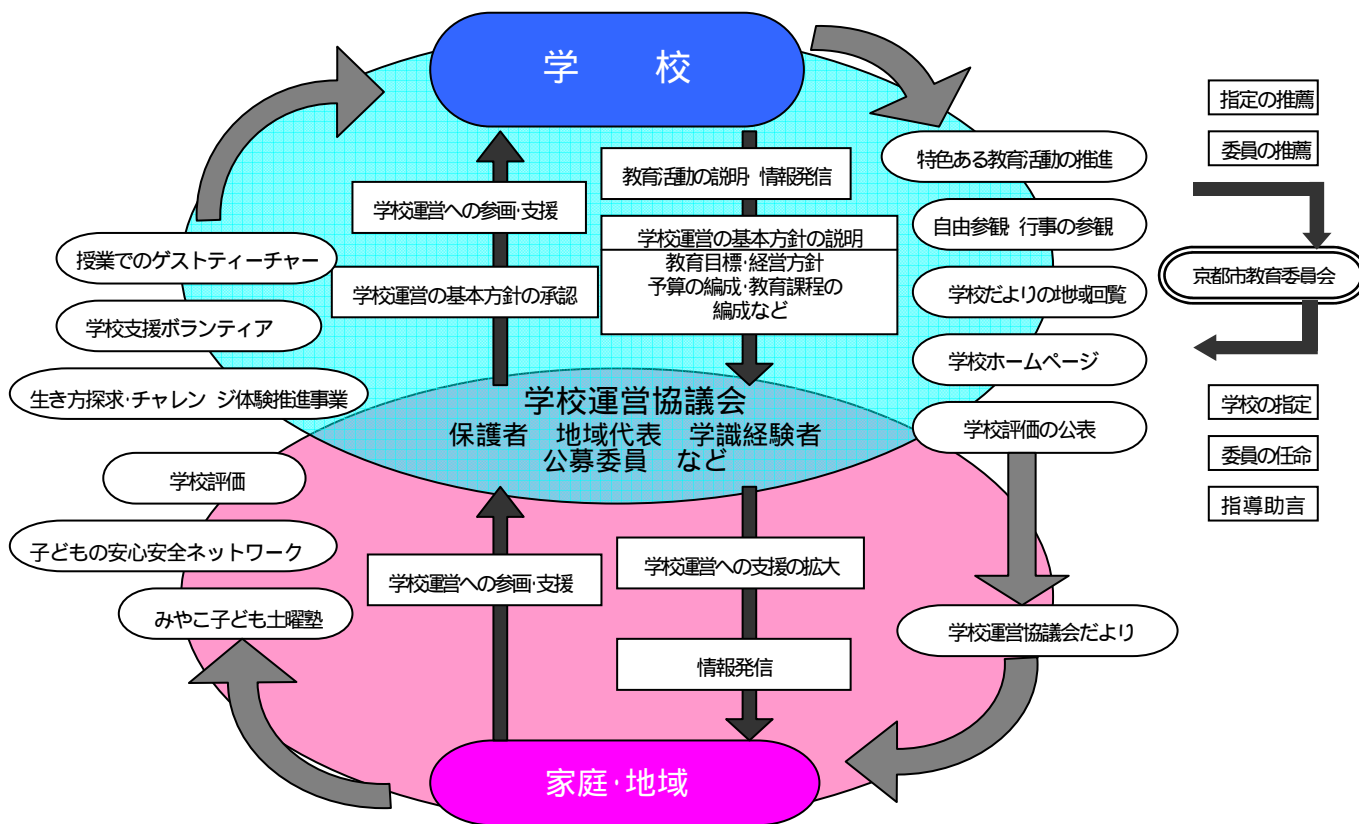 学 校
指定の推薦
委員の推薦
京都市教育委員会
学校の指定
委員の任命
指導助言
特色ある教育活動の推進
自由参観 行事の参観
学校だよりの地域回覧
学校ホームページ
学校評価の公表
学校運営協議会だより
教育活動の説明・情報発信
学校運営の基本方針の説明
教育目標・経営方針
予算の編成・教育課程の
編成など
学校運営への参画・支援
学校運営の基本方針の承認
授業でのゲストティーチャー
学校支援ボランティア
生き方探求・チャレンジ体験推進事業
学校評価
子どもの安心安全ネットワーク
みやこ子ども土曜塾
学校運営協議会
保護者 地域代表 学識経験者
公募委員 など
学校運営への参画・支援
学校運営への支援の拡大
情報発信
家庭・地域